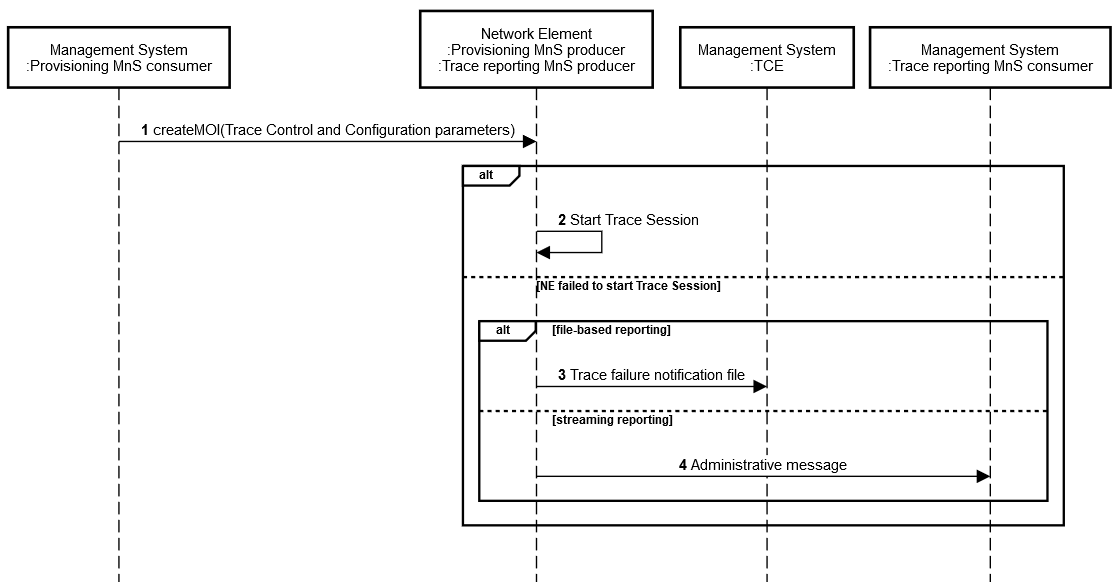 Management System
:Provisioning MnS consumer
Network Element
:Provisioning MnS producer
:Trace reporting MnS producer
Management System
:TCE
Management System
:Trace reporting MnS consumer
1 createMOI(Trace Control and Configuration parameters)
alt
2 Start Trace Session
[NE failed to start Trace Session]
alt
[file-based reporting]
3 Trace failure notification file
[streaming reporting]
4 Administrative message